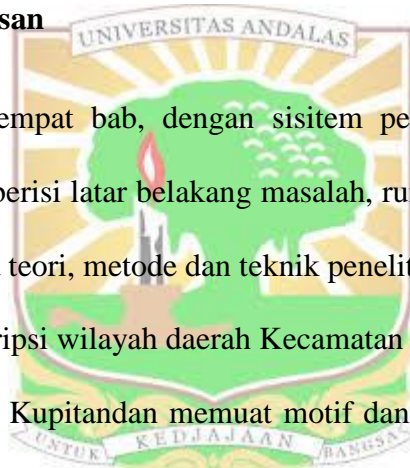 san
UNIVERSITAS ANDALAS
empat bab, dengan sisitem pe
berisi latar belakang masalah, ru
teori, metode dan teknik penelit
ripsi wilayah daerah Kecamatan
Kupitandan memuat motif dan
UNTUK KEDJAJAAN BANGSA